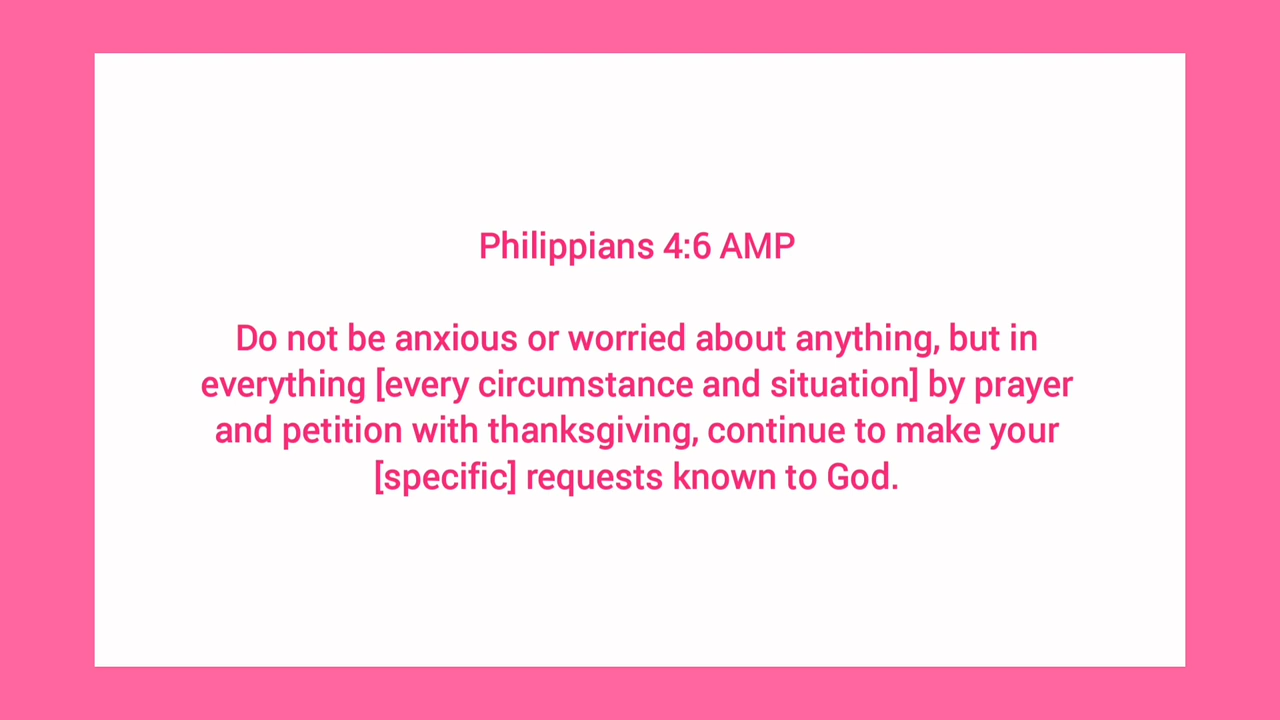 Philippians 4:6 AMP
Do not be anxious or worried about anything, but in
everything [every circumstance and situation] by prayer
and petition with thanksgiving, continue to make your
[specific] requests known to God.